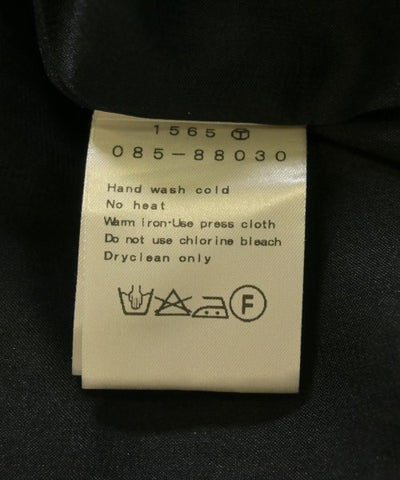 1565 Ⓣ
085-88030
Hand wash cold
No heat
Warm iron·Use press cloth
Do not use chlorine bleach
Dryclean only
F